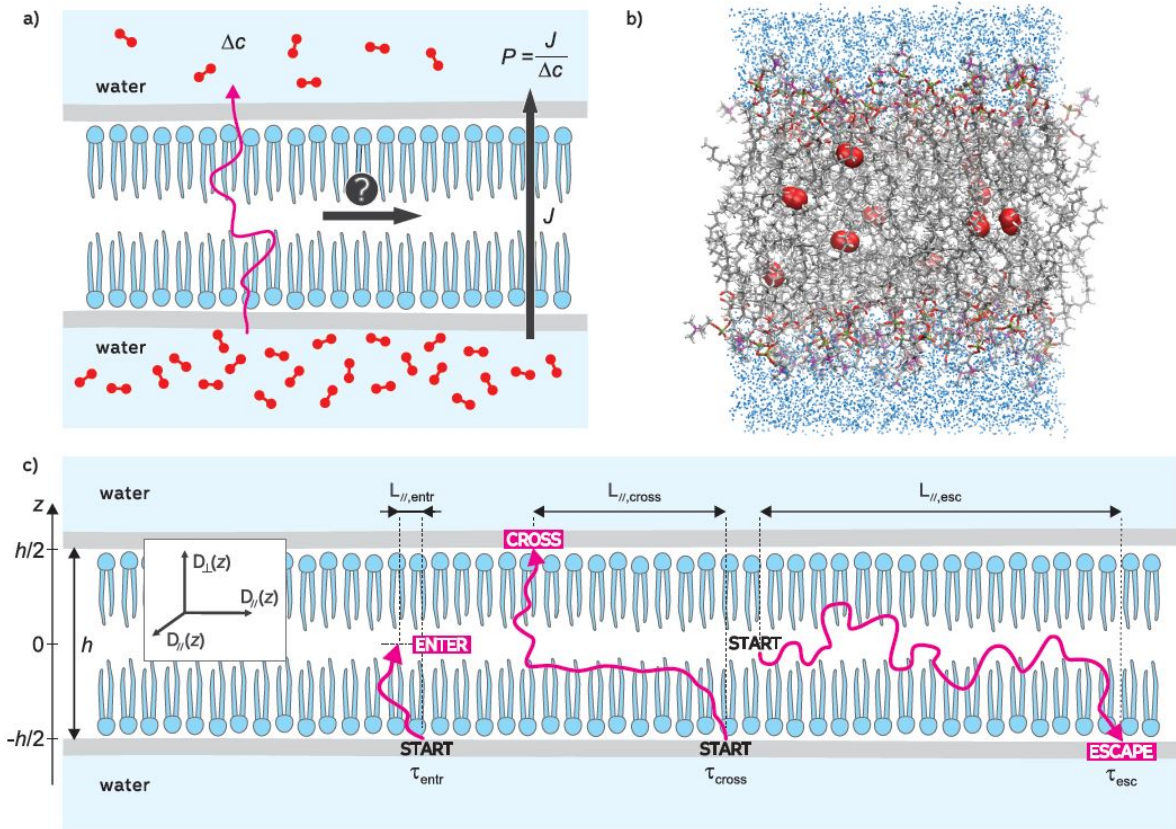 a)
Δc
P = J / Δc
water
?
J
water
b)
c)
water
L//,entr
L//,cross
L//,esc
z
h/2
CROSS
D⊥(z)
D//(z)
D//(z)
h
0
ENTER
START
-h/2
START
START
ESCAPE
τentr
τcross
τesc
water